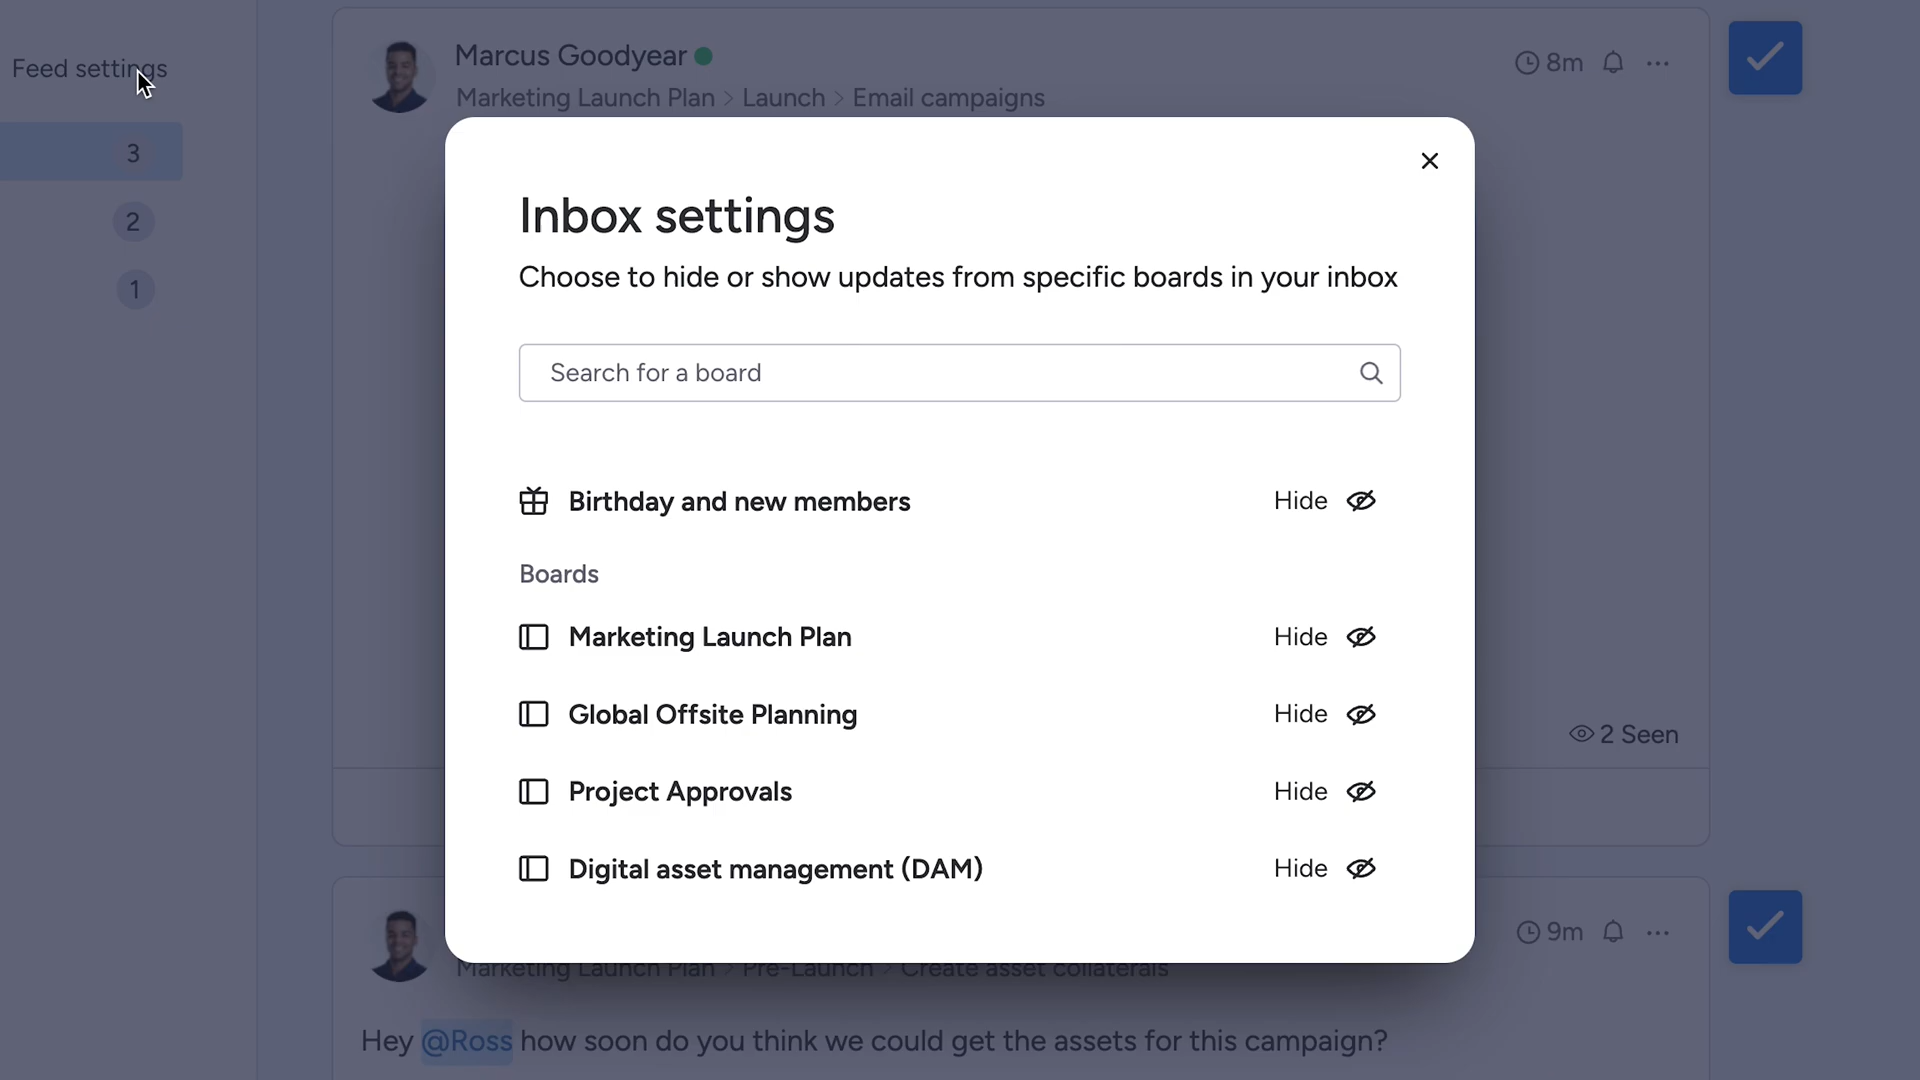 Feed settings
3
2
1
Marcus Goodyear
8m
Marketing Launch Plan > Launch > Email campaigns
Inbox settings
Choose to hide or show updates from specific boards in your inbox
Search for a board
Birthday and new members Hide
Boards
Marketing Launch Plan Hide
Global Offsite Planning Hide
Project Approvals Hide
Digital asset management (DAM) Hide
2 Seen
9m
Marketing Launch Plan > Pre-Launch > Create asset collaterals
Hey @Ross how soon do you think we could get the assets for this campaign?